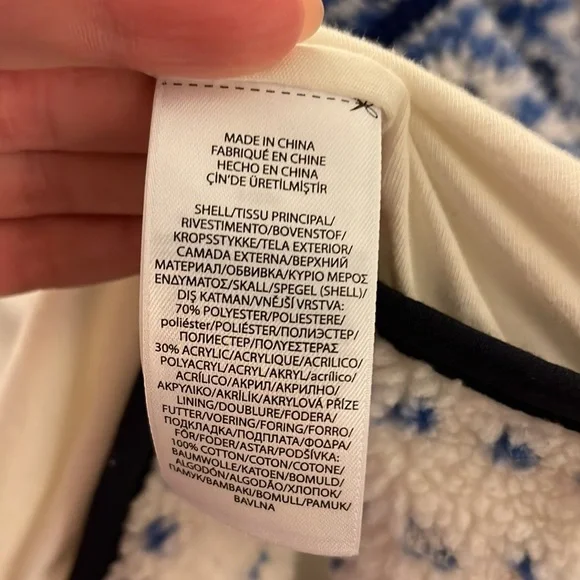 MADE IN CHINA
FABRIQUÉ EN CHINE
HECHO EN CHINA
ÇİN'DE ÜRETİLMİŞTİR
SHELL/TISSU PRINCIPAL/
RIVESTIMENTO/BOVENSTOF/
KROPSSTYKKE/TELA EXTERIOR/
CAMADA EXTERNA/ВЕРХНИЙ
МАТЕРИАЛ/ОБВИВКА/ΚΥΡΙΟ ΜΕΡΟΣ
ΕΝΔΥΜΑΤΟΣ/SKALL/SPEGEL (SHELL)/
DIŞ KATMAN/VNĚJŠÍ VRSTVA:
70% POLYESTER/POLIESTERE/
poliéster/POLIÉSTER/ПОЛИЭСТЕР/
ПОЛИЕСТЕР/ΠΟΛΥΕΣΤΕΡΑΣ
30% ACRYLIC/ACRYLIQUE/ACRILICO/
POLYACRYL/ACRYL/AKRYL/acrílico/
ACRÍLICO/АКРИЛ/АКРИЛНО/
ΑΚΡΥΛΙΚΟ/AKRİLİK/AKRYLOVÁ PŘÍZE
LINING/DOUBLURE/FODERA/
FUTTER/VOERING/FORING/FORRO/
ПОДКЛАДКА/ПОДПЛАТА/ΦΟΔΡΑ/
FÖR/FODER/ASTAR/PODŠÍVKA:
100% COTTON/COTON/COTONE/
BAUMWOLLE/KATOEN/BOMULD/
ALGODÓN/ALGODÃO/ХЛОПОК/
ПАМУК/ΒΑΜΒΑΚΙ/BOMULL/PAMUK/
BAVLNA